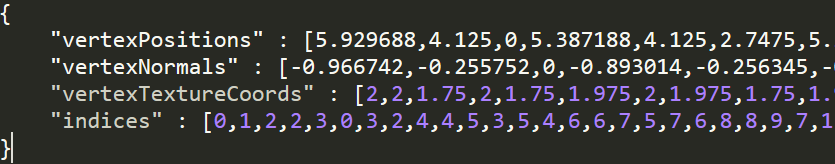 {
"vertexPositions" : [5.929688,4.125,0,5.387188,4.125,2.7475,5.
"vertexNormals" : [-0.966742,-0.255752,0,-0.893014,-0.256345,-
"vertexTextureCoords" : [2,2,1.75,2,1.75,1.975,2,1.975,1.75,1.
"indices" : [0,1,2,2,3,0,3,2,4,4,5,3,5,4,6,6,7,5,7,6,8,8,9,7,1
}